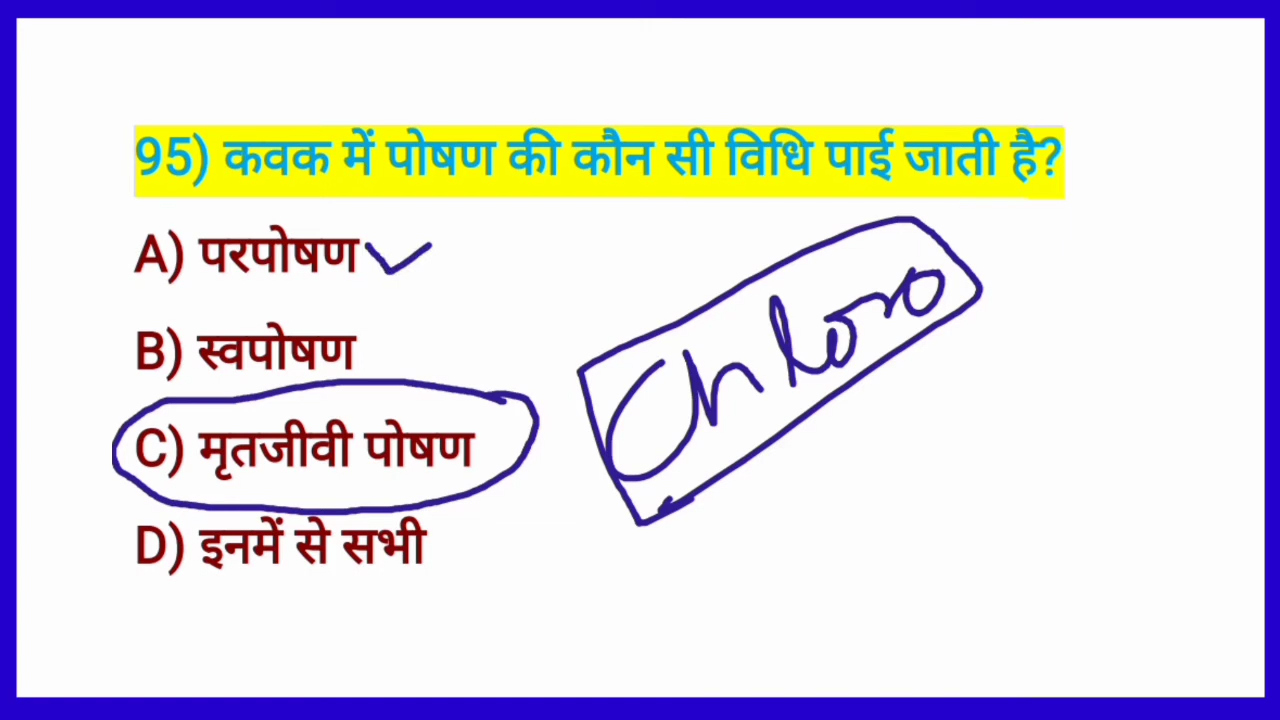 95) कवक में पोषण की कौन सी विधि पाई जाती है?
A) परपोषण
B) स्वपोषण
C) मृतजीवी पोषण
D) इनमें से सभी
Chloro